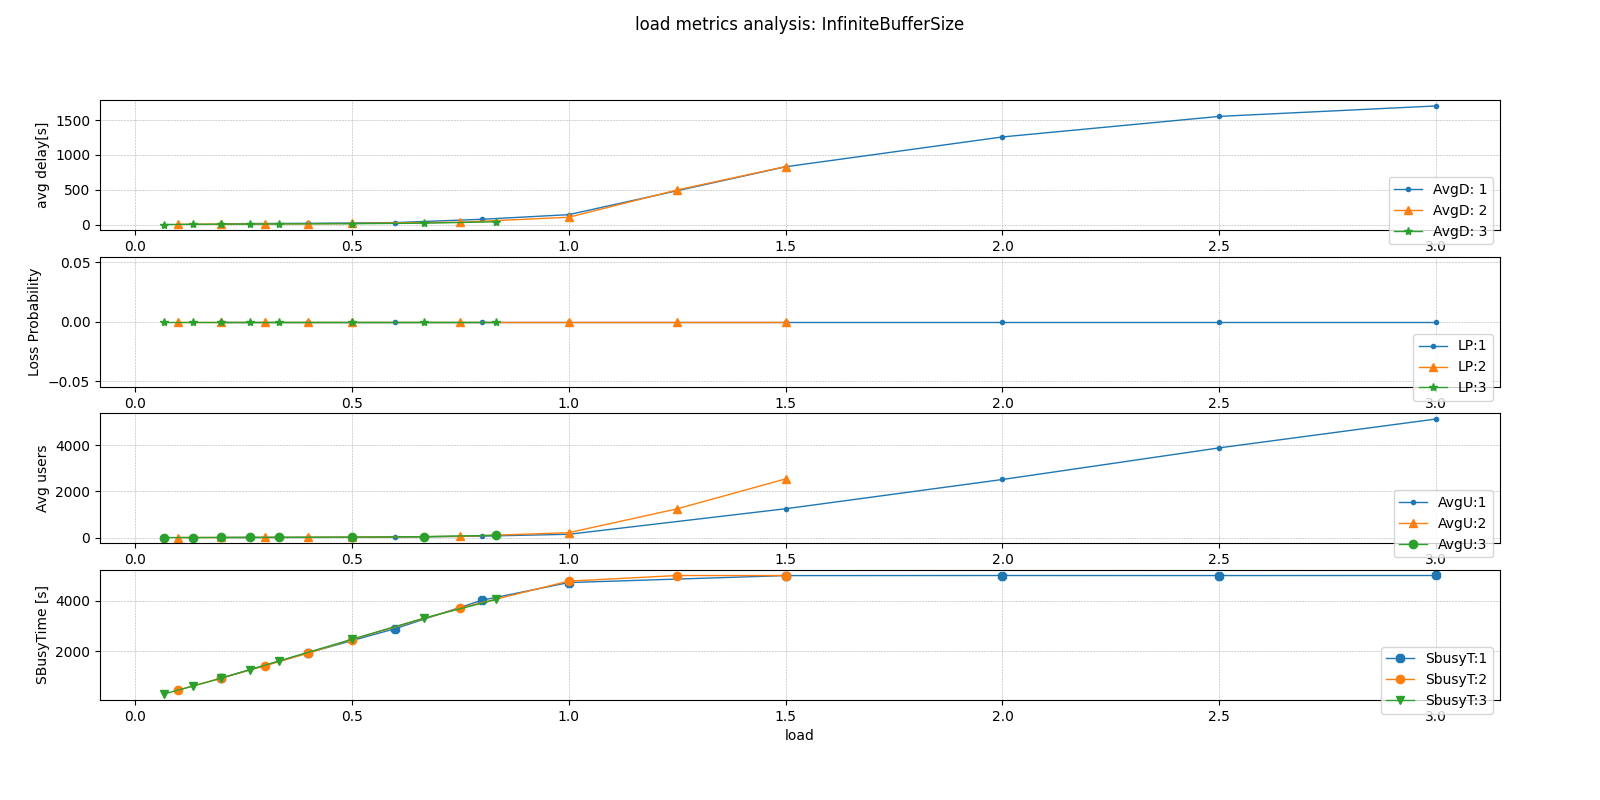 load metrics analysis: InfiniteBufferSize
avg delay[s]
1500
1000
500
0
AvgD: 1
AvgD: 2
AvgD: 3
0.0 0.5 1.0 1.5 2.0 2.5 3.0
Loss Probability
0.05
0.00
−0.05
LP:1
LP:2
LP:3
0.0 0.5 1.0 1.5 2.0 2.5 3.0
Avg users
4000
2000
0
AvgU:1
AvgU:2
AvgU:3
0.0 0.5 1.0 1.5 2.0 2.5 3.0
SBusyTime [s]
4000
2000
SbusyT:1
SbusyT:2
SbusyT:3
0.0 0.5 1.0 1.5 2.0 2.5 3.0
load